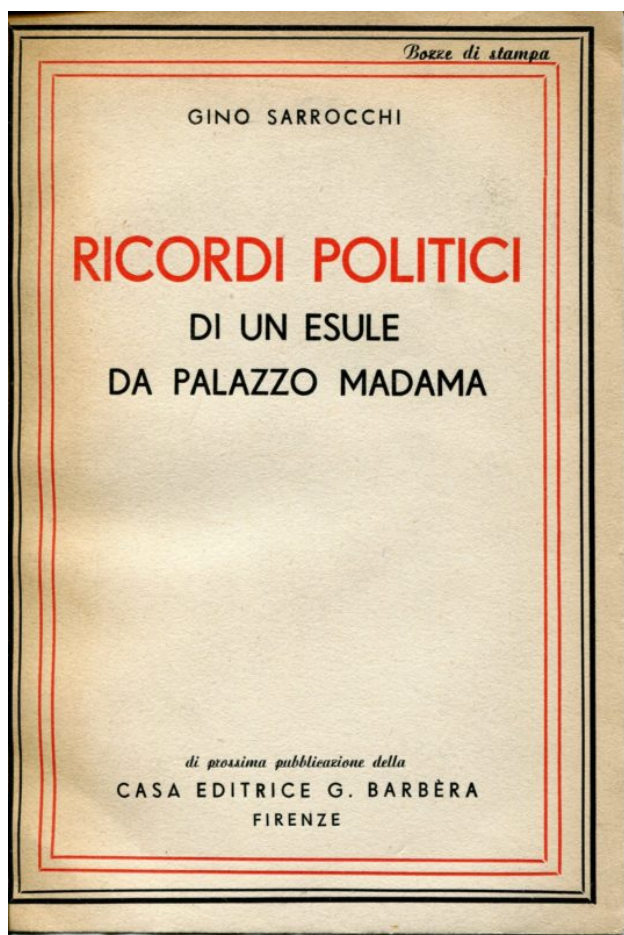 Bozze di stampa
GINO SARROCCHI
RICORDI POLITICI
DI UN ESULE
DA PALAZZO MADAMA
di prossima pubblicazione della
CASA EDITRICE G. BARBÈRA
FIRENZE